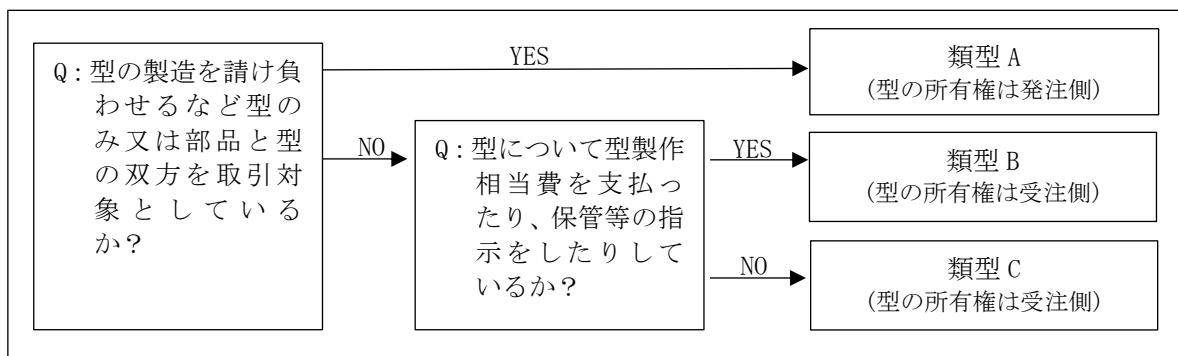 Q:型の製造を請け負
わせるなど型の
み又は部品と型
の双方を取引対
象としている
か?
YES
類型 A
(型の所有権は発注側)
NO
Q:型について型製作
相当費を支払っ
たり、保管等の指
示をしたりして
いるか?
YES
類型 B
(型の所有権は受注側)
NO
類型 C
(型の所有権は受注側)